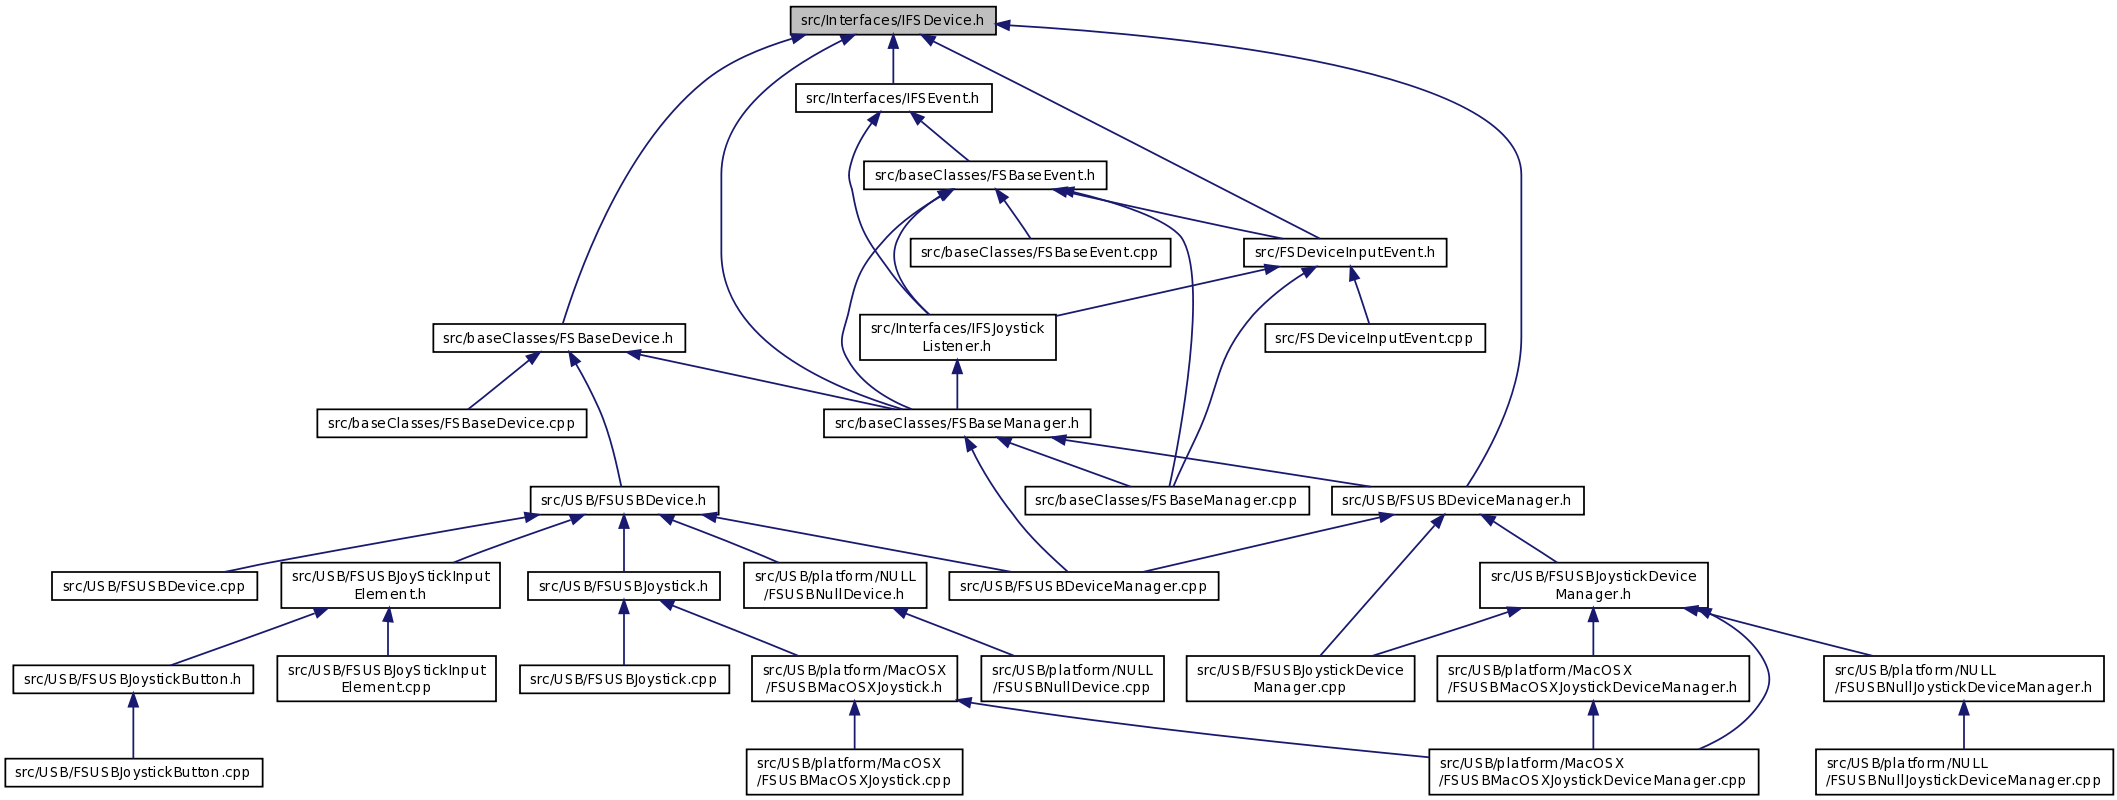 src/Interfaces/IFSDevice.h
src/Interfaces/IFSEvent.h
src/baseClasses/FSBaseEvent.h
src/baseClasses/FSBaseEvent.cpp
src/FSDeviceInputEvent.h
src/Interfaces/IFSJoystick
Listener.h
src/baseClasses/FSBaseDevice.h
src/FSDeviceInputEvent.cpp
src/baseClasses/FSBaseDevice.cpp
src/baseClasses/FSBaseManager.h
src/USB/FSUSBDevice.h
src/baseClasses/FSBaseManager.cpp
src/USB/FSUSBDeviceManager.h
src/USB/FSUSBDevice.cpp
src/USB/FSUSBJoyStickInput
Element.h
src/USB/FSUSBJoystick.h
src/USB/platform/NULL
/FSUSBNullDevice.h
src/USB/FSUSBDeviceManager.cpp
src/USB/FSUSBJoystickDevice
Manager.h
src/USB/FSUSBJoystickButton.h
src/USB/FSUSBJoyStickInput
Element.cpp
src/USB/FSUSBJoystick.cpp
src/USB/platform/MacOSX
/FSUSBMacOSXJoystick.h
src/USB/platform/NULL
/FSUSBNullDevice.cpp
src/USB/FSUSBJoystickDevice
Manager.cpp
src/USB/platform/MacOSX
/FSUSBMacOSXJoystickDeviceManager.h
src/USB/platform/NULL
/FSUSBNullJoystickDeviceManager.h
src/USB/FSUSBJoystickButton.cpp
src/USB/platform/MacOSX
/FSUSBMacOSXJoystick.cpp
src/USB/platform/MacOSX
/FSUSBMacOSXJoystickDeviceManager.cpp
src/USB/platform/NULL
/FSUSBNullJoystickDeviceManager.cpp